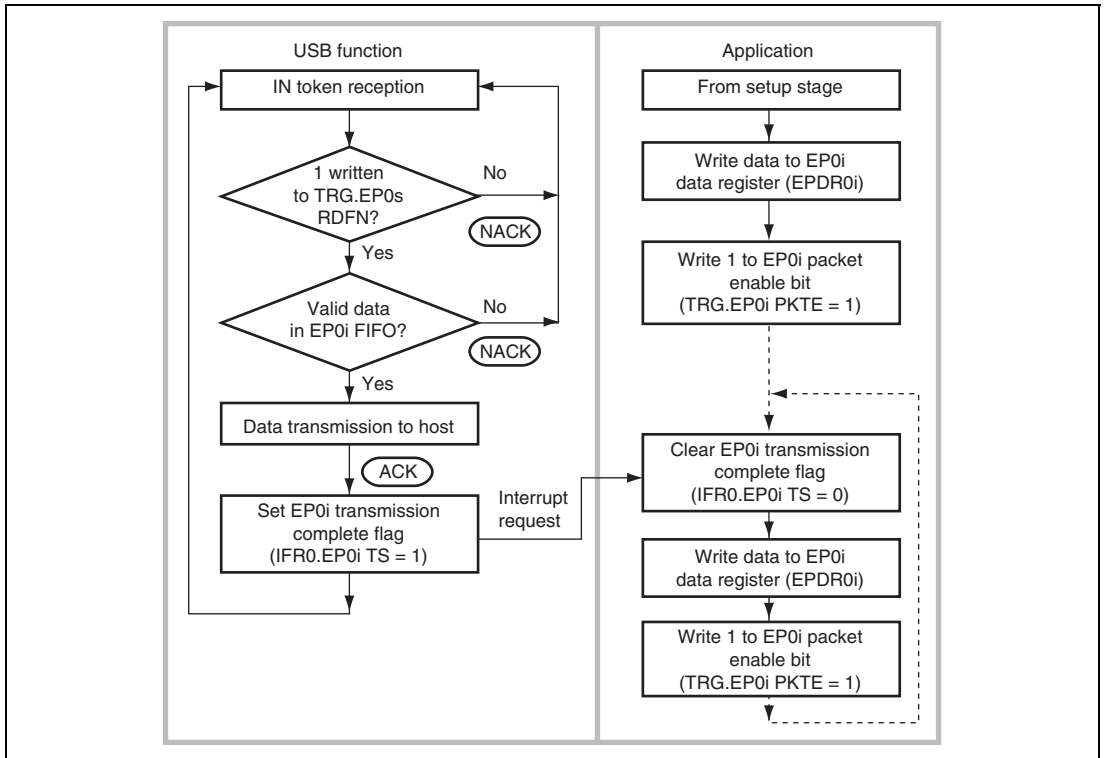 USB function
IN token reception
1 written
to TRG.EP0s
RDFN?
No
NACK
Yes
Valid data
in EP0i FIFO?
No
NACK
Yes
Data transmission to host
ACK
Set EP0i transmission
complete flag
(IFR0.EP0i TS = 1)
Interrupt
request
Application
From setup stage
Write data to EP0i
data register (EPDR0i)
Write 1 to EP0i packet
enable bit
(TRG.EP0i PKTE = 1)
Clear EP0i transmission
complete flag
(IFR0.EP0i TS = 0)
Write data to EP0i
data register (EPDR0i)
Write 1 to EP0i packet
enable bit
(TRG.EP0i PKTE = 1)